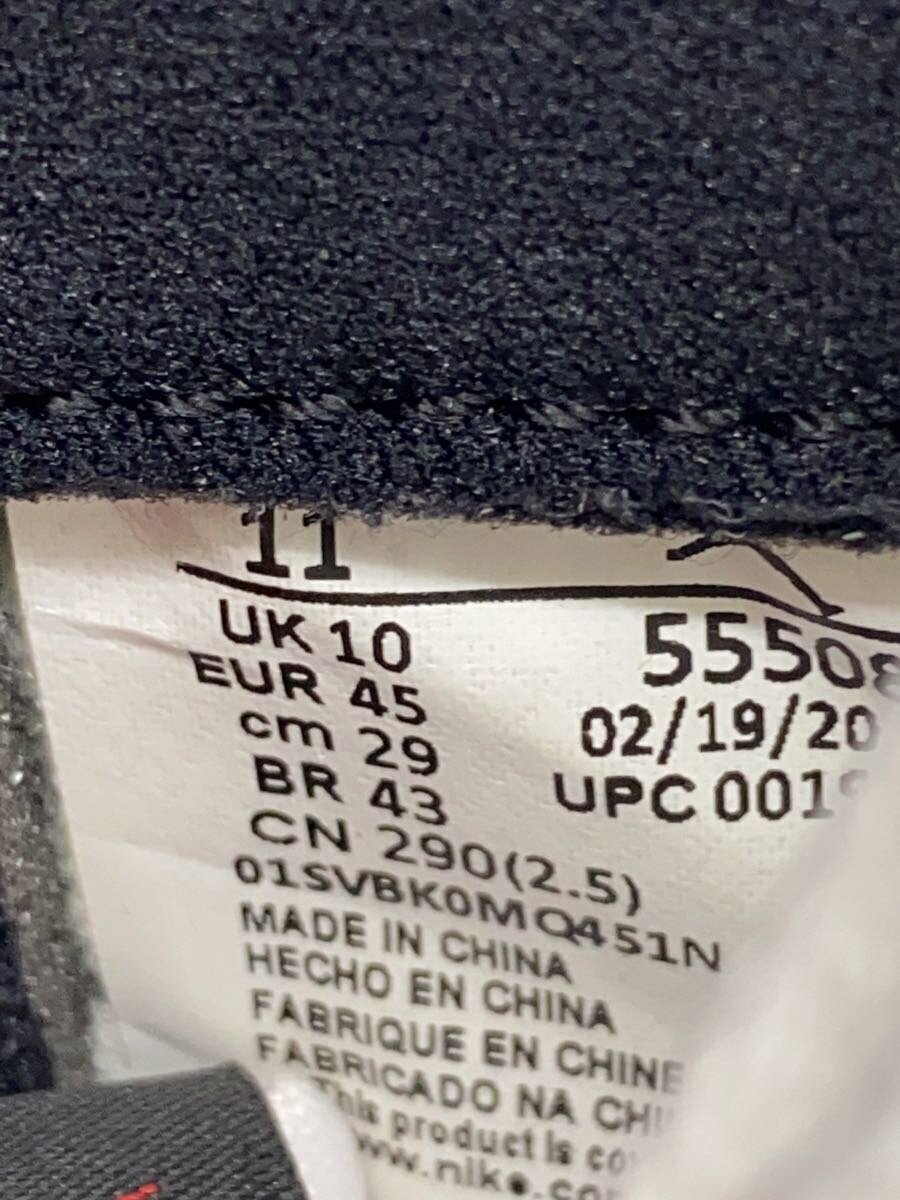 11
UK 10
EUR 45
cm 29
BR 43
CN 290(2.5)
01SVBK0MQ451N
55508
02/19/20
UPC 001
MADE IN CHINA
HECHO EN CHINA
FABRIQUE EN CHINE
FABRICADO NA CHI
This product is co
www.nike.co